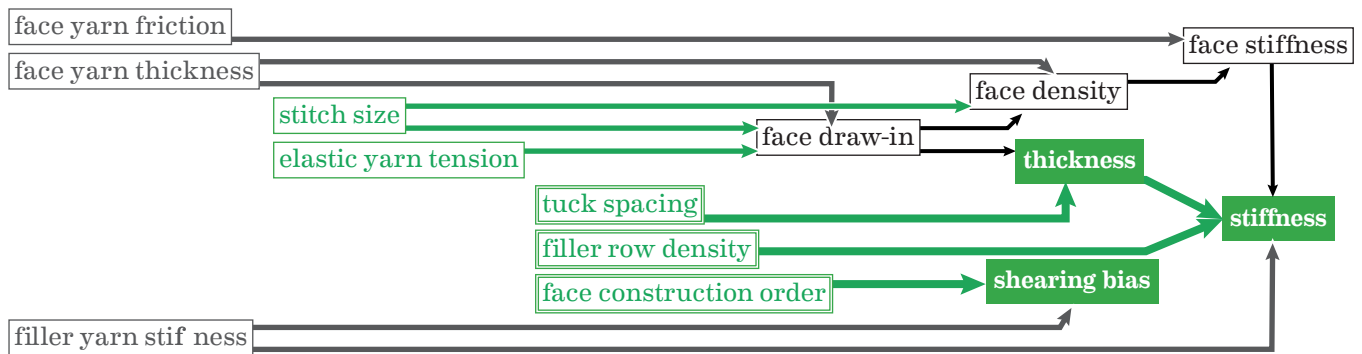 face yarn friction
face stiffness
face yarn thickness
face density
stitch size
face draw-in
elastic yarn tension
thickness
tuck spacing
stiffness
filler row density
shearing bias
face construction order
filler yarn stif ness